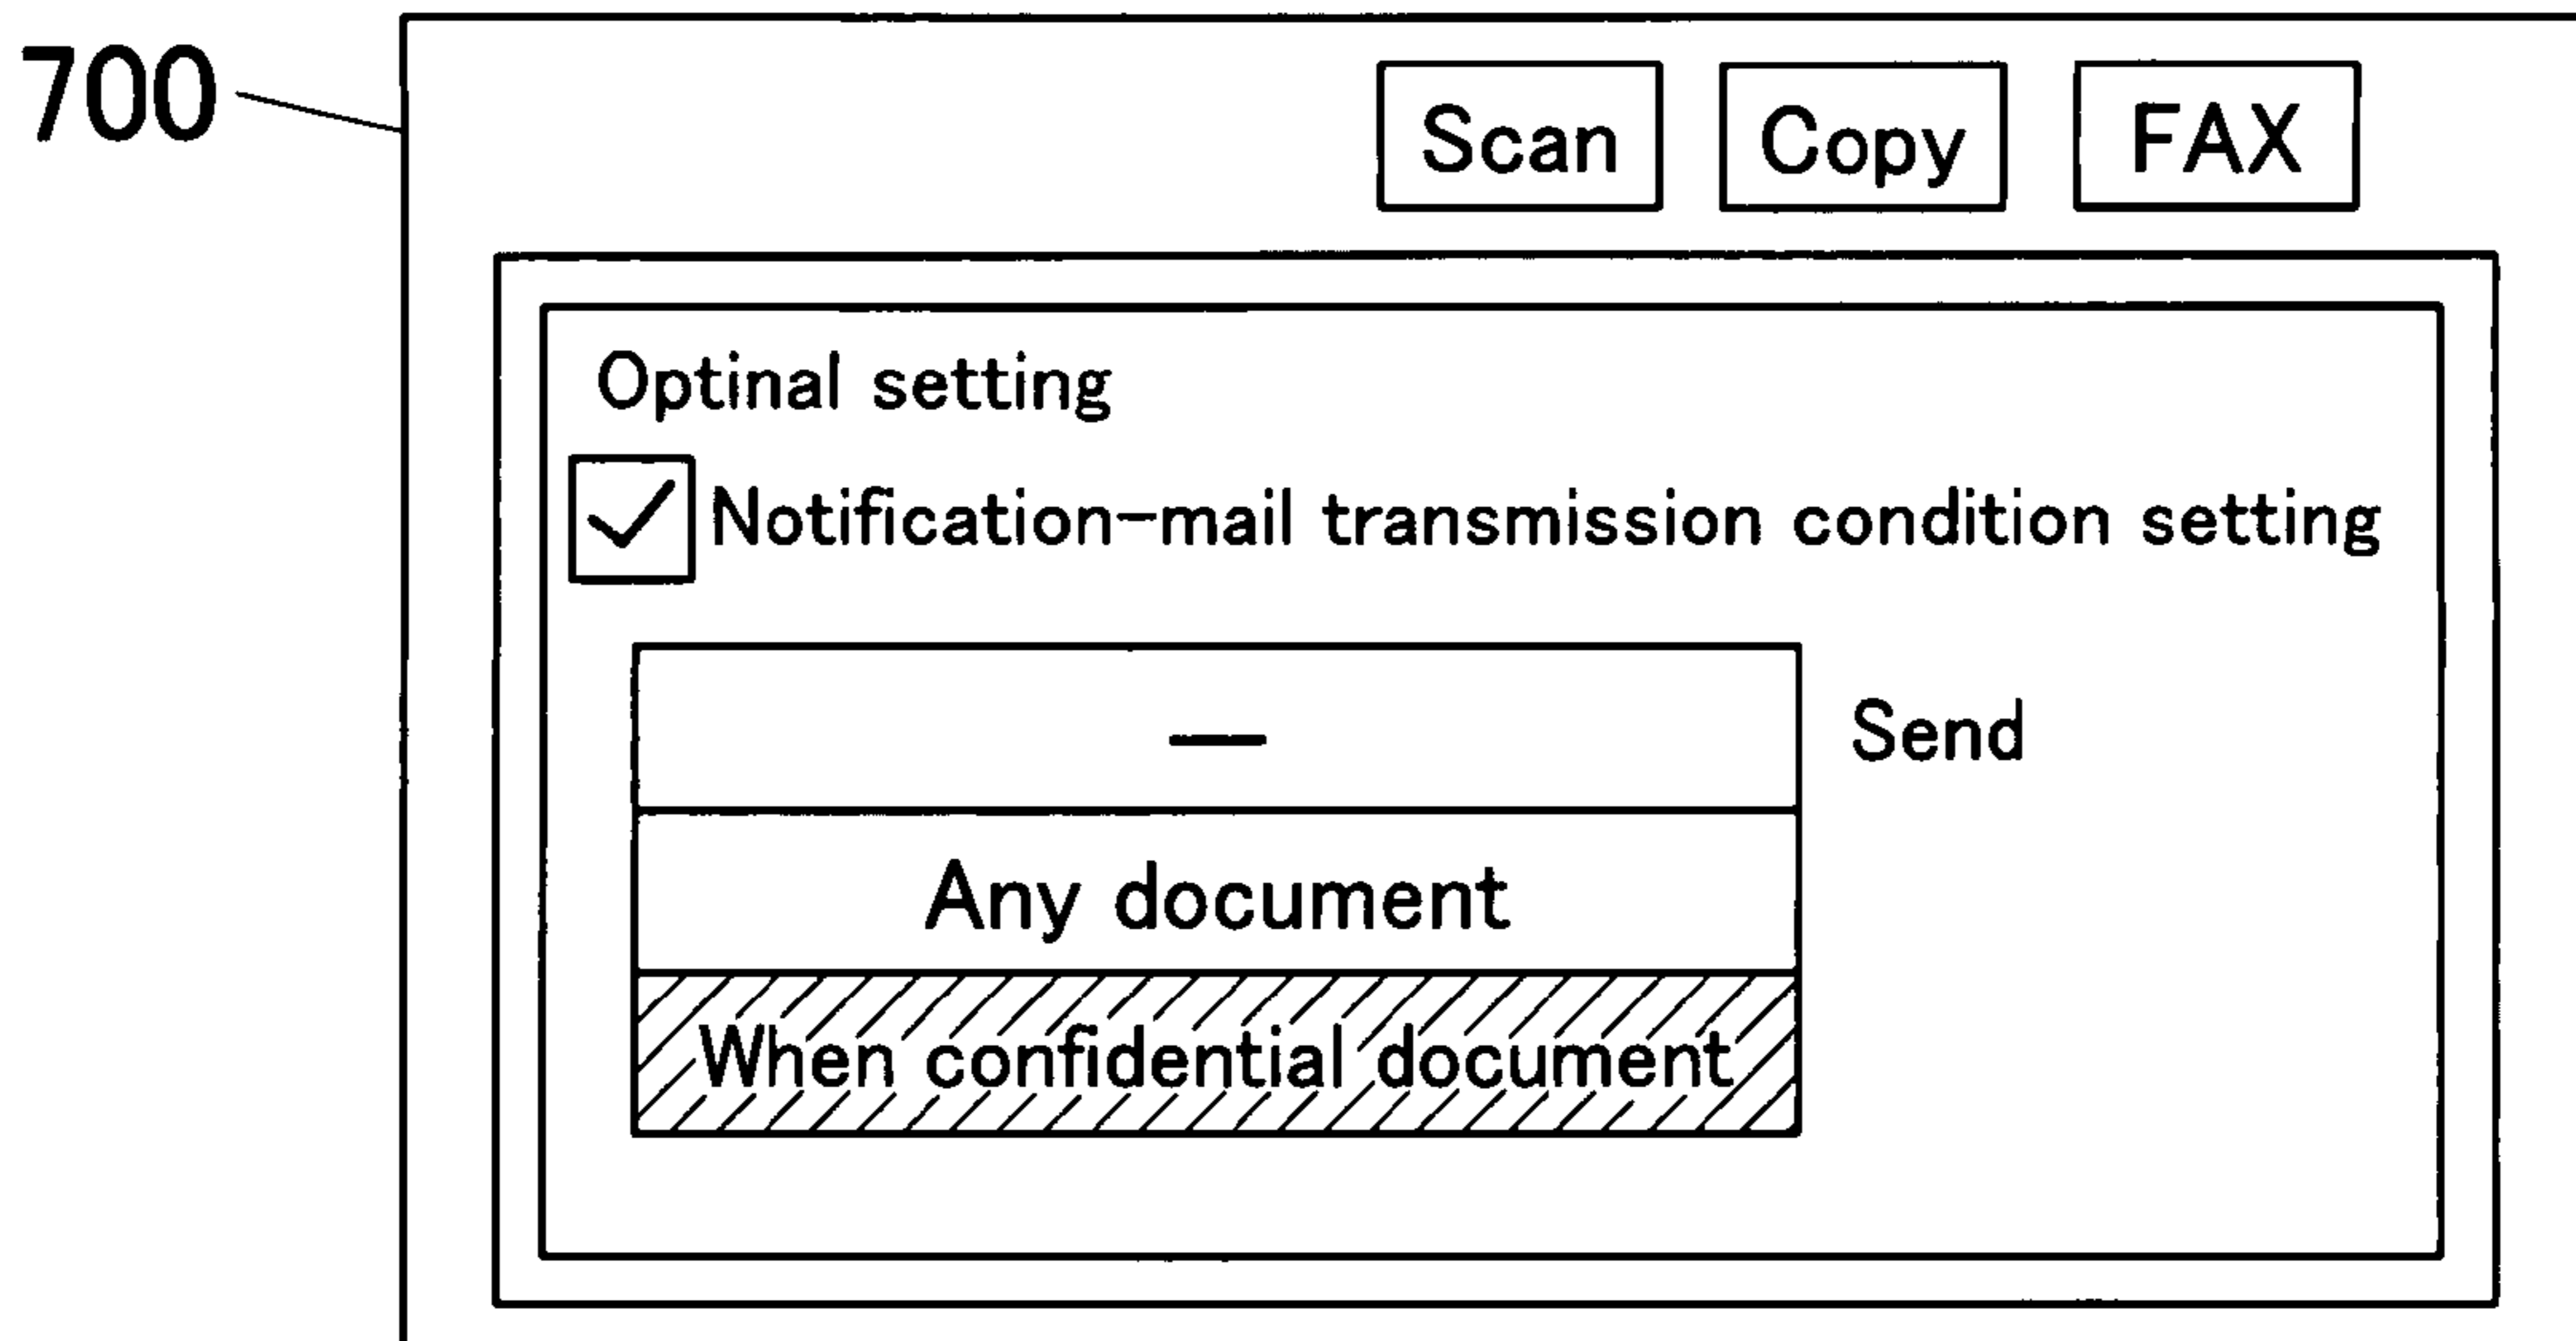 700
Scan Copy FAX
Optinal setting
Notification-mail transmission condition setting
— Send
Any document
When confidential document